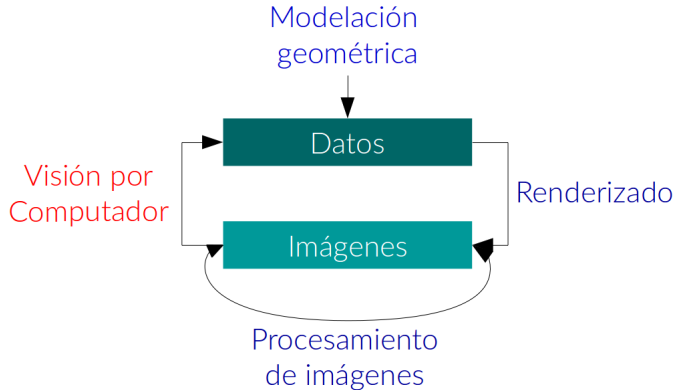 Modelación
geométrica
Datos
Visión por
Computador
Renderizado
Imágenes
Procesamiento
de imágenes